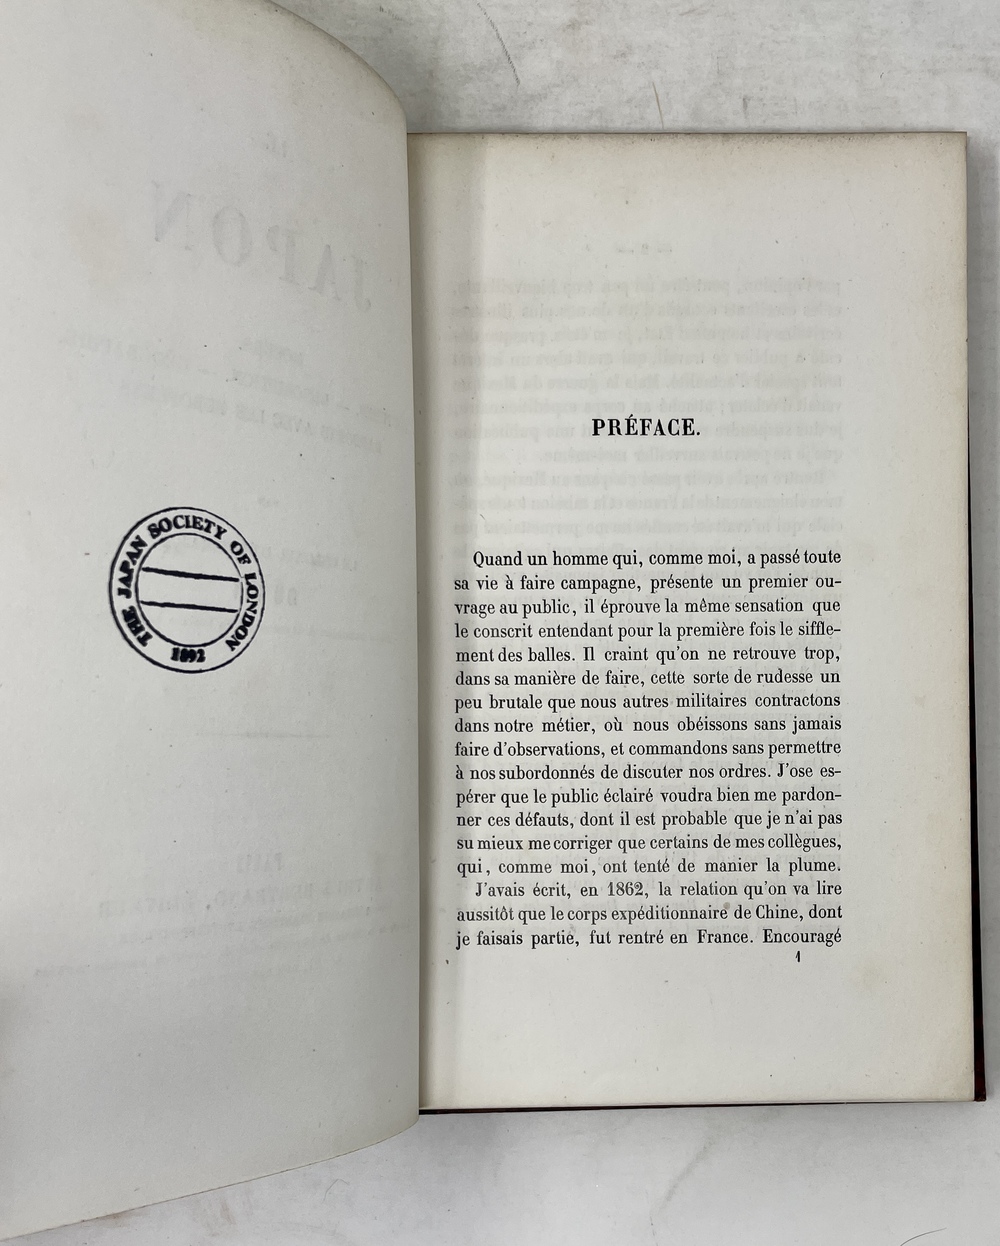 THE JAPAN SOCIETY OF LONDON
1892
PRÉFACE.
Quand un homme qui, comme moi, a passé toute
sa vie à faire campagne, présente un premier ou-
vrage au public, il éprouve la même sensation que
le conscrit entendant pour la première fois le siffle-
ment des balles. Il craint qu'on ne retrouve trop,
dans sa manière de faire, cette sorte de rudesse un
peu brutale que nous autres militaires contractons
dans notre métier, où nous obéissons sans jamais
faire d'observations, et commandons sans permettre
à nos subordonnés de discuter nos ordres. J'ose es-
pérer que le public éclairé voudra bien me pardon-
ner ces défauts, dont il est probable que je n'ai pas
su mieux me corriger que certains de mes collègues,
qui, comme moi, ont tenté de manier la plume.
J'avais écrit, en 1862, la relation qu'on va lire
aussitôt que le corps expéditionnaire de Chine, dont
je faisais partie, fut rentré en France. Encouragé
1